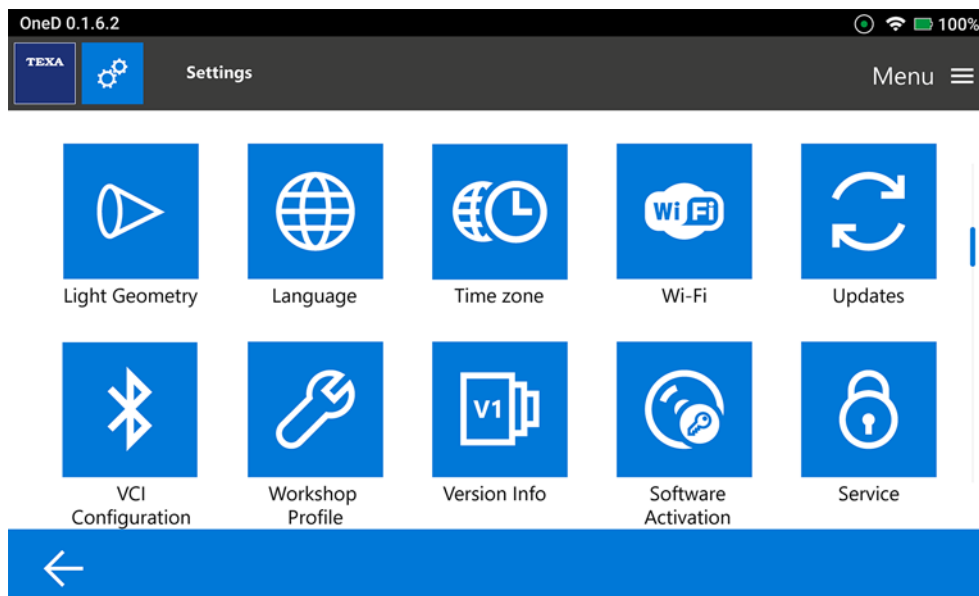 OneD 0.1.6.2
100%
TEXA
Settings
Menu
Wi Fi
Light Geometry
Language
Time zone
Wi-Fi
Updates
V1
VCI
Configuration
Workshop
Profile
Version Info
Software
Activation
Service